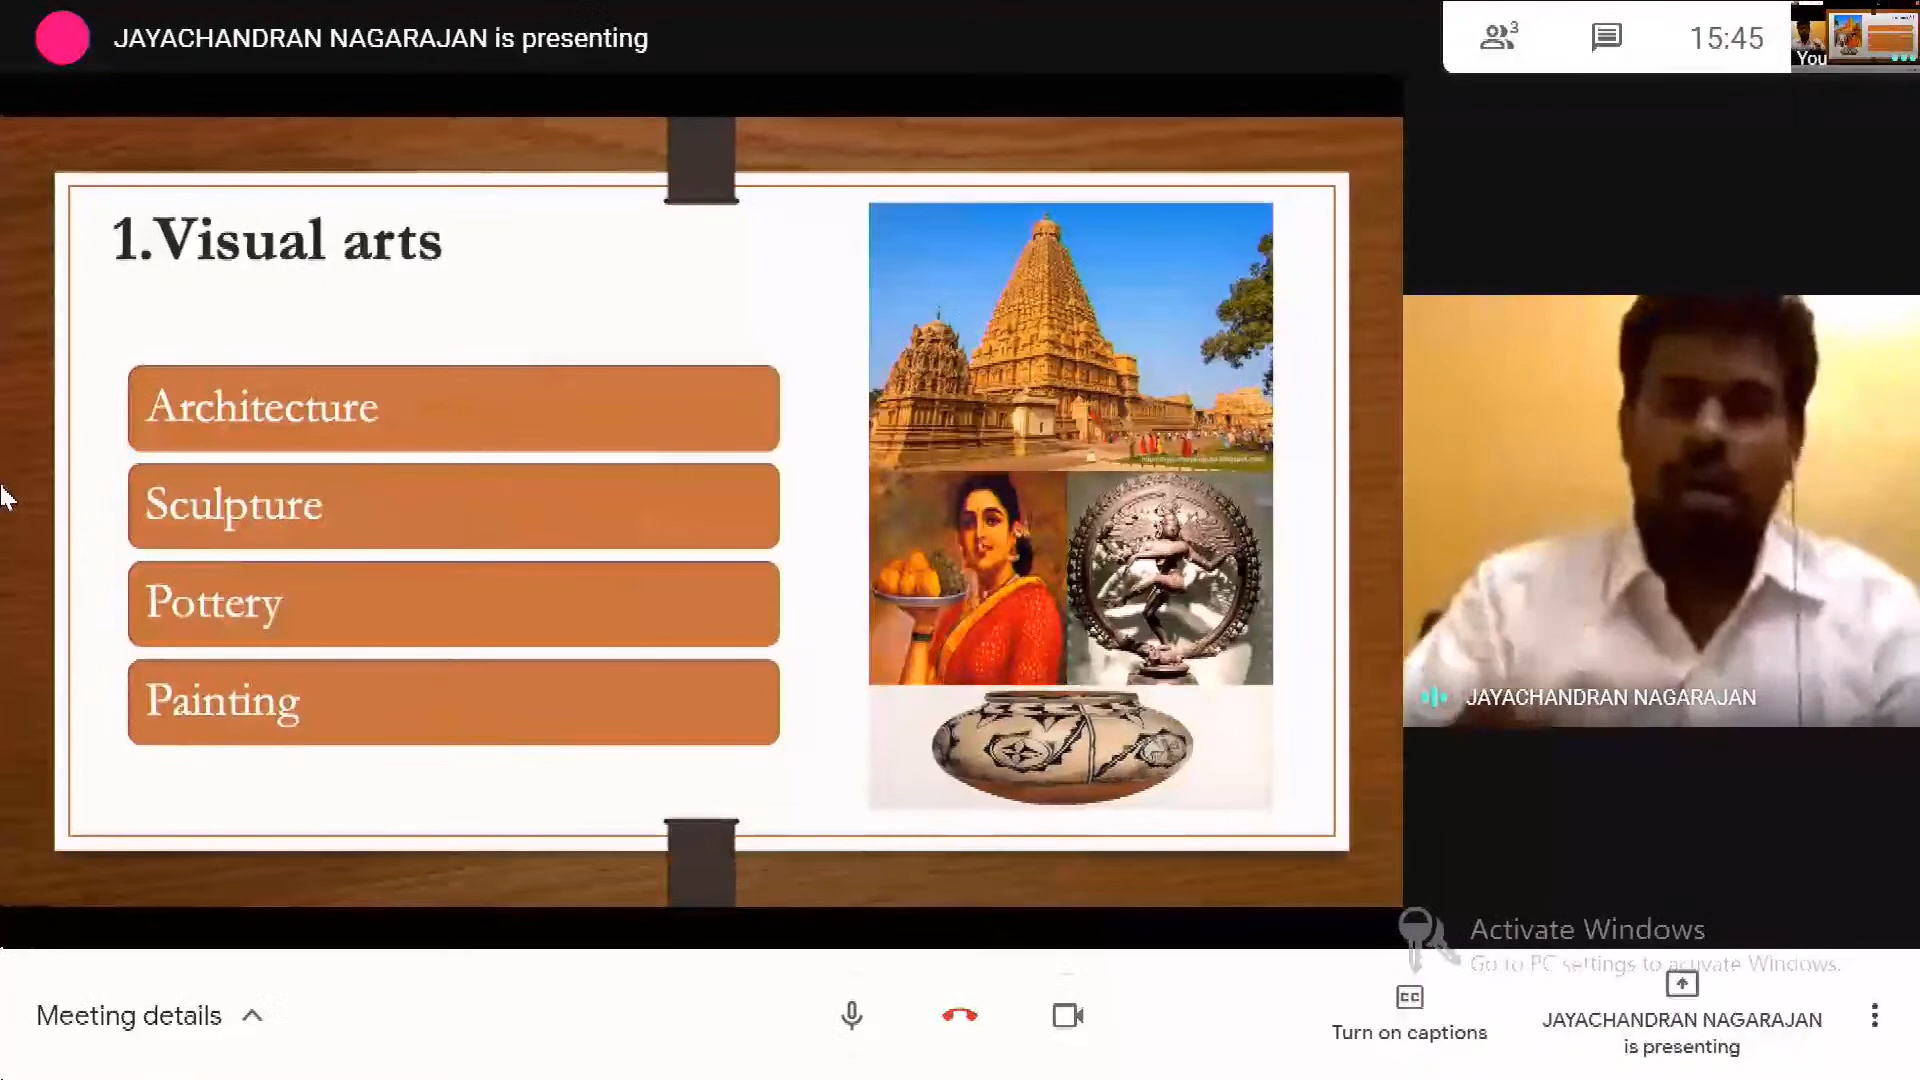 JAYACHANDRAN NAGARAJAN is presenting
3
15:45
You
1.Visual arts
Architecture
Sculpture
Pottery
Painting
JAYACHANDRAN NAGARAJAN
Activate Windows
Go to PC settings to activate Windows.
Meeting details
Turn on captions
JAYACHANDRAN NAGARAJAN
is presenting